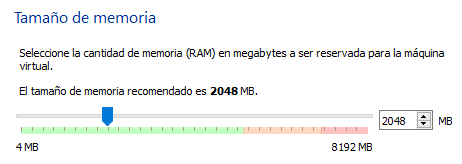 Tamaño de memoria
Seleccione la cantidad de memoria (RAM) en megabytes a ser reservada para la máquina
virtual.
El tamaño de memoria recomendado es 2048 MB.
2048 MB
4 MB 8192 MB